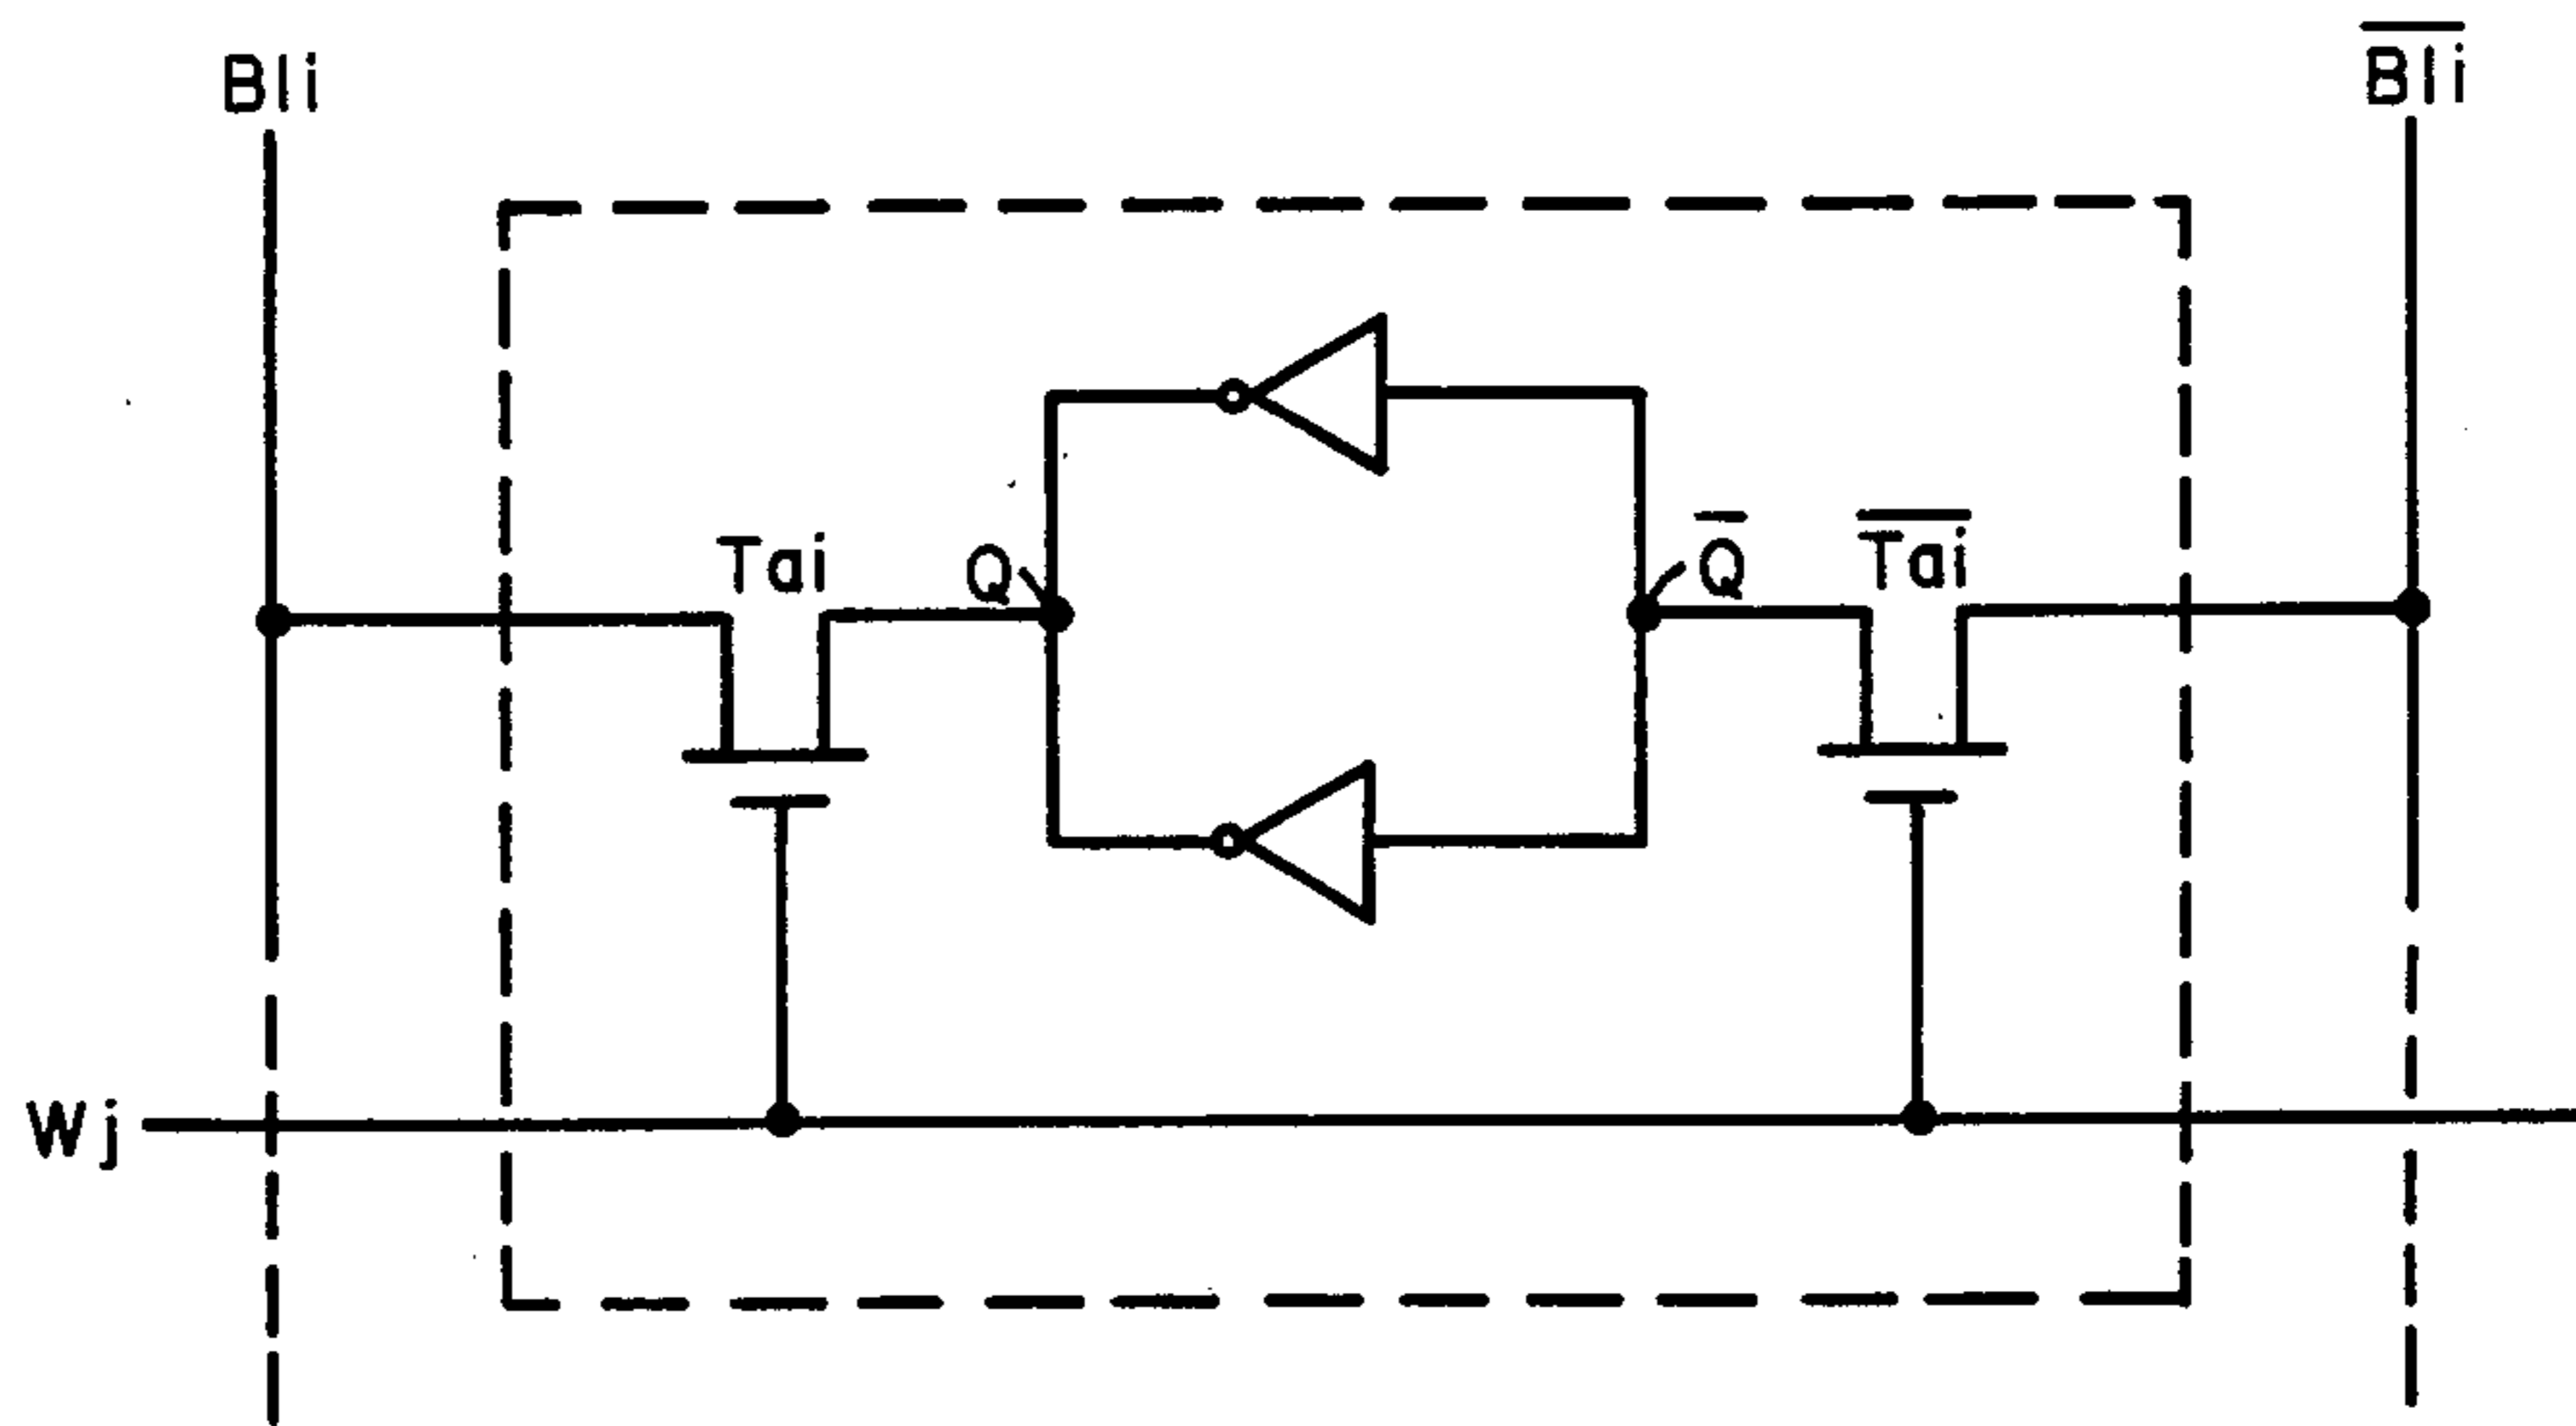 Bli
B̅l̅i̅
Tai
Q
Q̅
T̅a̅i̅
Wj